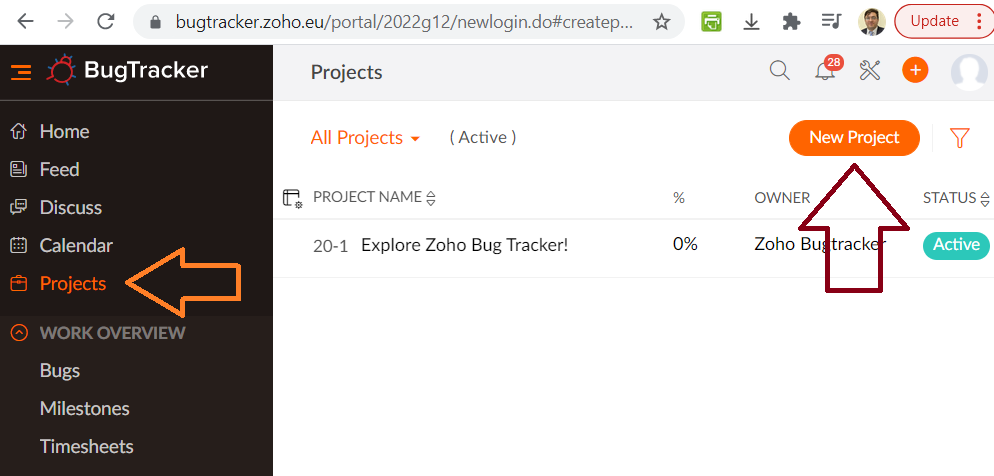 bugtracker.zoho.eu/portal/2022g12/newlogin.do#createp...
Update
BugTracker
Projects
28
Home
Feed
Discuss
Calendar
Projects
WORK OVERVIEW
Bugs
Milestones
Timesheets
All Projects
( Active )
New Project
PROJECT NAME
%
OWNER
STATUS
20-1 Explore Zoho Bug Tracker!
0%
Zoho Bugtracker
Active